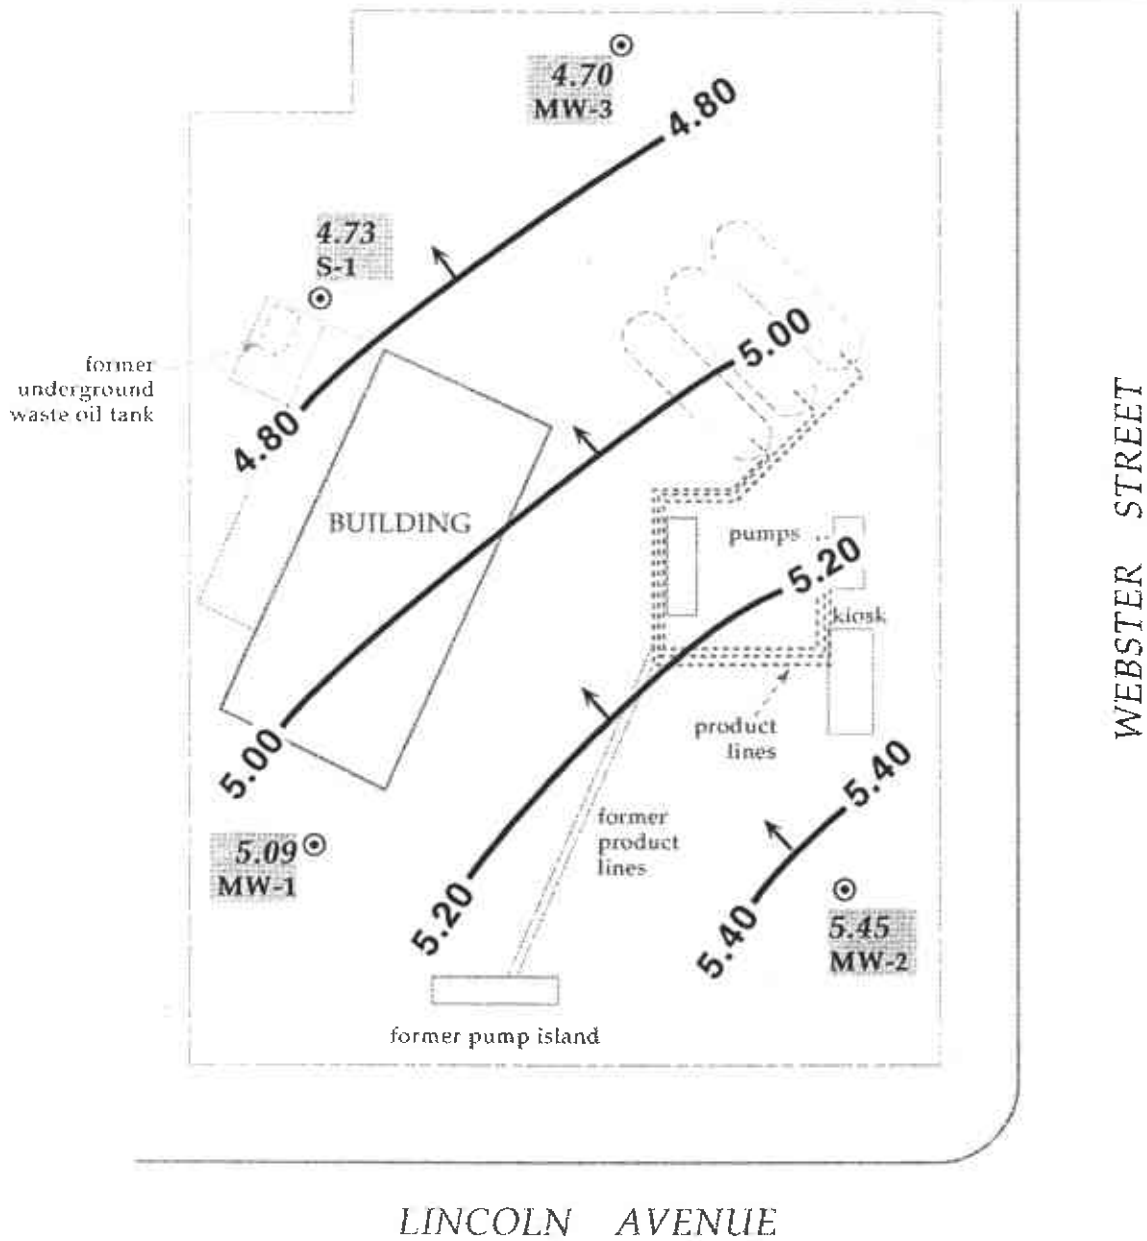 4.70
MW-3
4.80
4.73
S-1
5.00
former
underground
waste oil tank
4.80
BUILDING
pumps
5.20
kiosk
WEBSTER STREET
product
lines
5.00
5.40
former
product
lines
5.09
MW-1
5.20
5.40
5.45
MW-2
former pump island
LINCOLN AVENUE